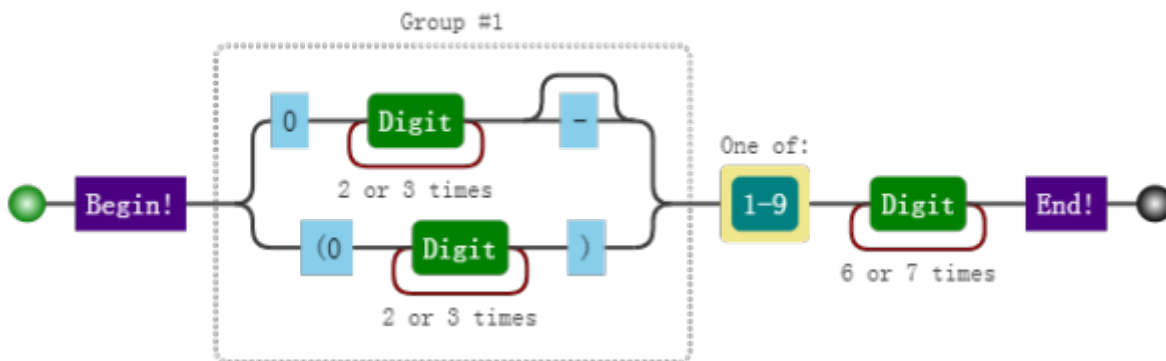 Group #1
0 Digit -
2 or 3 times
One of:
Begin! 1-9 Digit End!
(0 Digit )
6 or 7 times
2 or 3 times